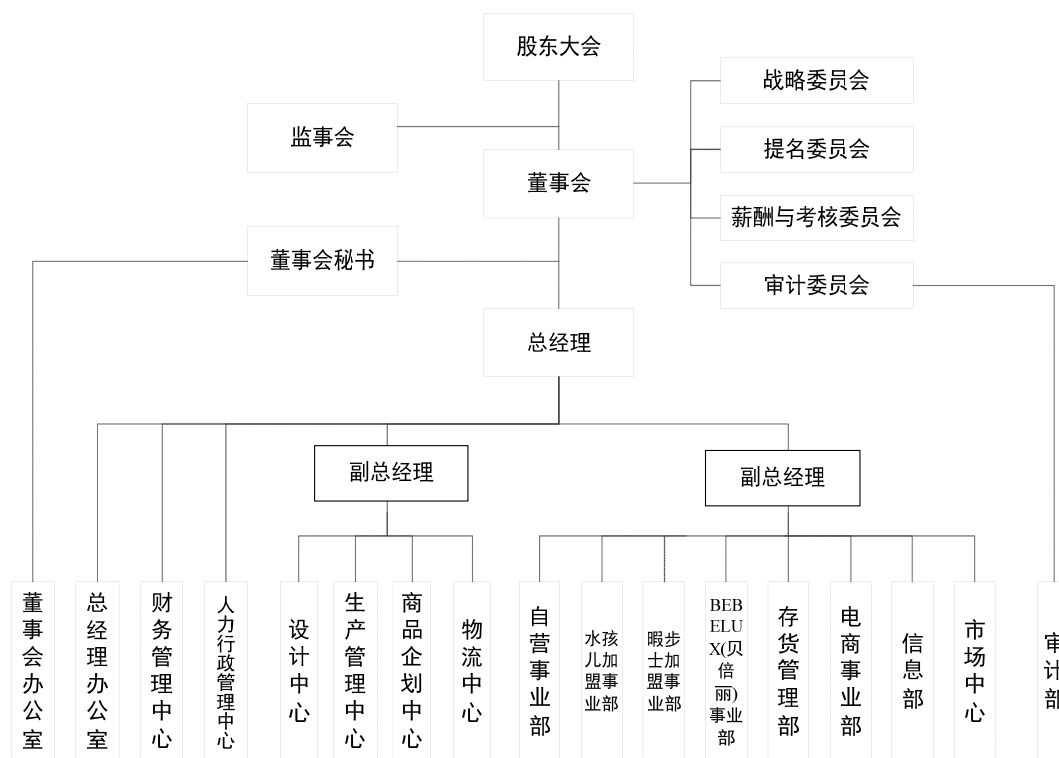 股东大会
战略委员会
监事会
提名委员会
董事会
薪酬与考核委员会
董事会秘书
审计委员会
总经理
副总经理
副总经理
董事会办公室
总经理办公室
财务管理中心
人力行政管理中心
设计中心
生产管理中心
商品企划中心
物流中心
自营事业部
水孩
儿加
盟事
业部
暇步
士加
盟事
业部
BEB
ELU
X(贝
倍
丽)
事业
部
存货管理部
电商事业部
信息部
市场中心
审计部